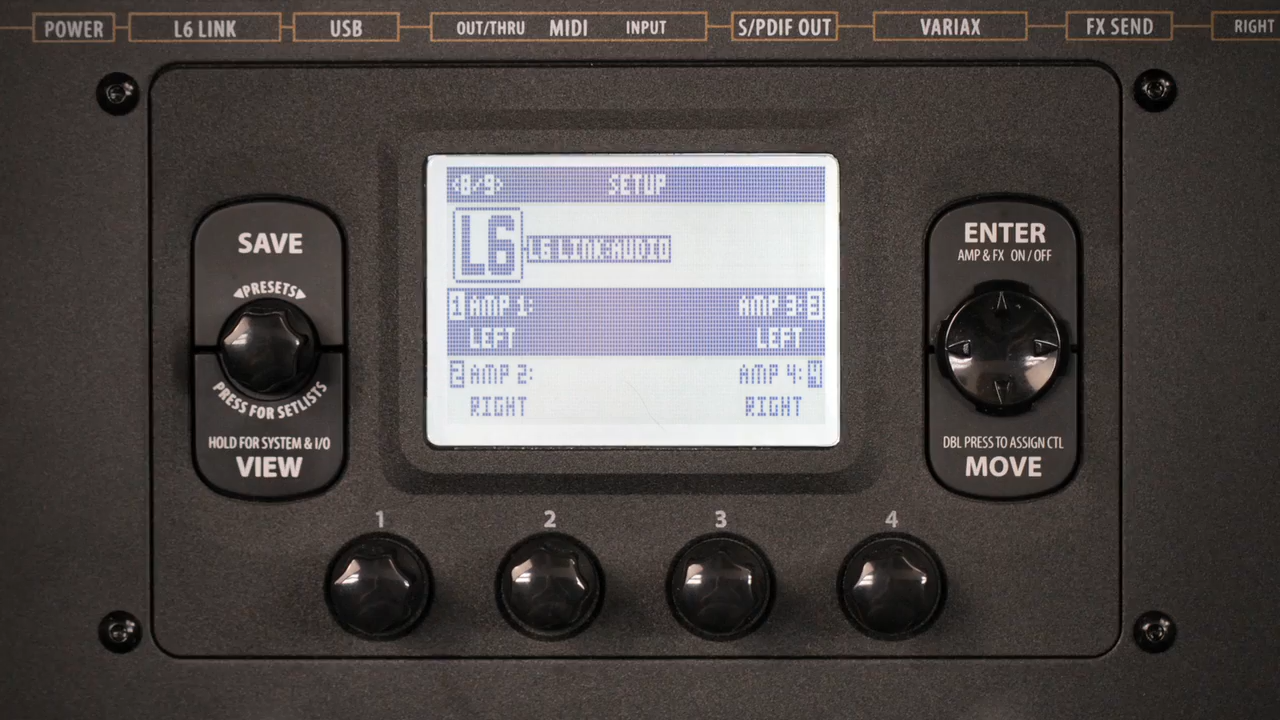 POWER L6 LINK USB OUT/THRU MIDI INPUT S/PDIF OUT VARIAX FX SEND RIGHT
<8/9> SETUP
L6 L6 LINK AUDIO
1 AMP 1: AMP 3: 3
LEFT LEFT
2 AMP 2: AMP 4: 4
RIGHT RIGHT
SAVE
PRESETS
PRESS FOR SETLISTS
HOLD FOR SYSTEM & I/O
VIEW
ENTER
AMP & FX ON / OFF
DBL PRESS TO ASSIGN CTL
MOVE
1 2 3 4